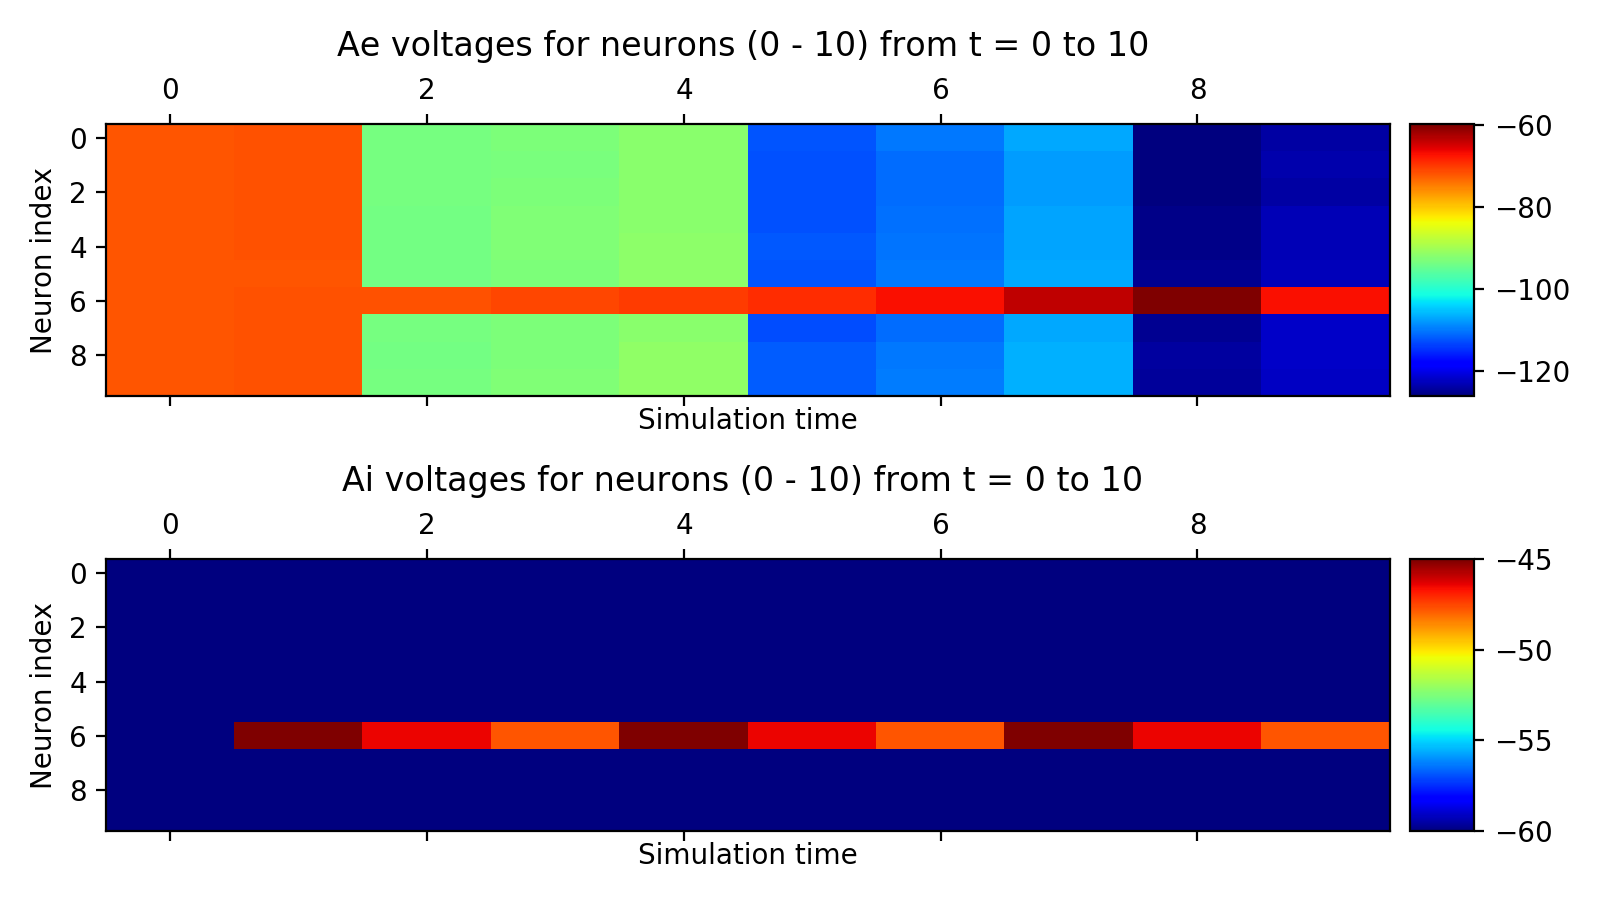 Ae voltages for neurons (0 - 10) from t = 0 to 10
0 2 4 6 8
Neuron index
0
2
4
6
8
−60
−80
−100
−120
Simulation time
Ai voltages for neurons (0 - 10) from t = 0 to 10
0 2 4 6 8
Neuron index
0
2
4
6
8
−45
−50
−55
−60
Simulation time